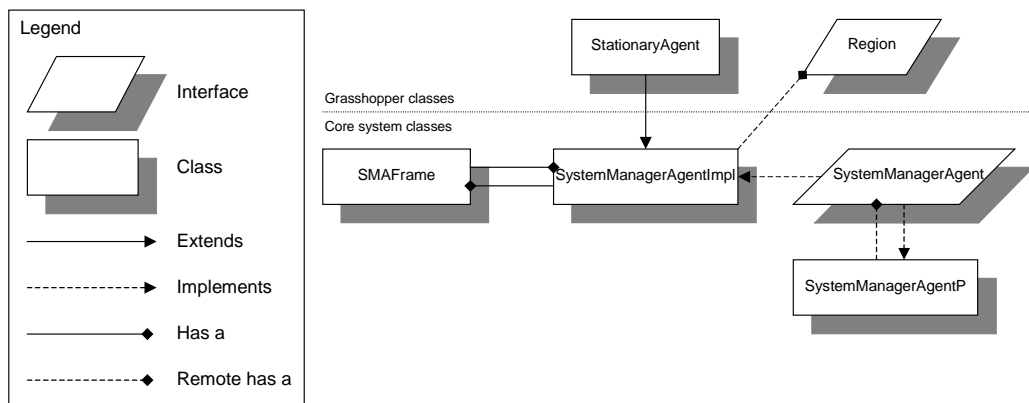 Legend
Interface
Class
Extends
Implements
Has a
Remote has a
StationaryAgent
Region
Grasshopper classes
Core system classes
SMAFrame
SystemManagerAgentImpl
SystemManagerAgent
SystemManagerAgentP